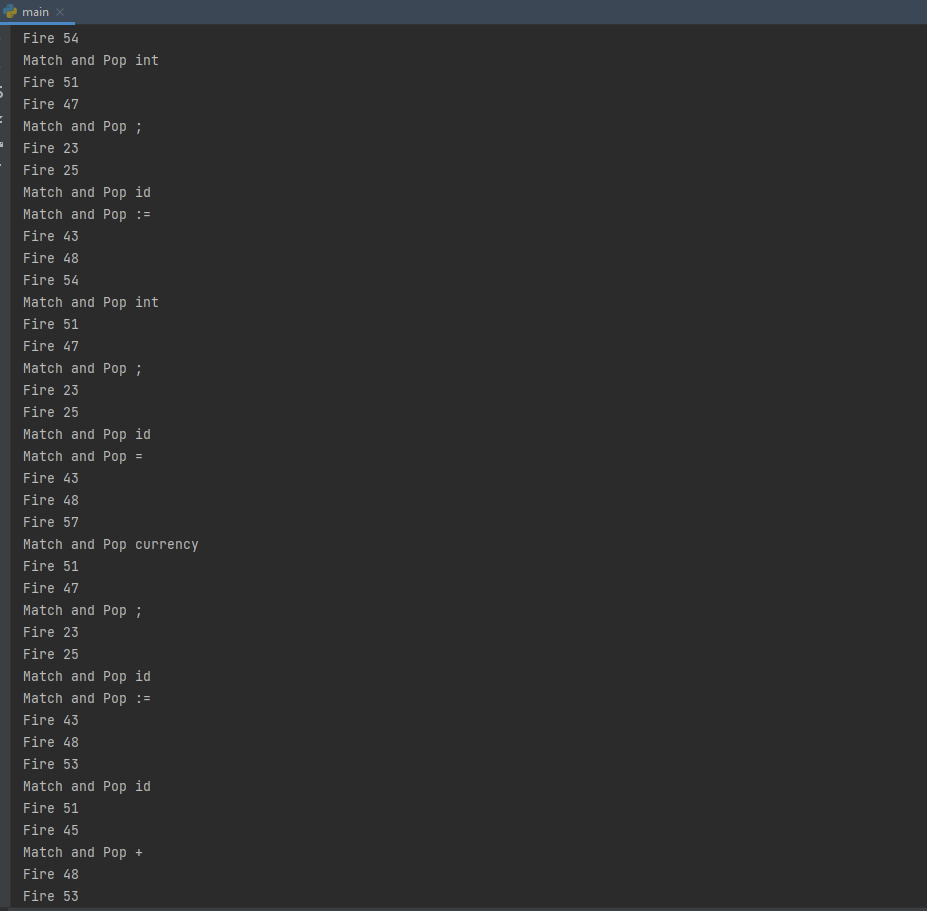 main
Fire 54
Match and Pop int
Fire 51
Fire 47
Match and Pop ;
Fire 23
Fire 25
Match and Pop id
Match and Pop :=
Fire 43
Fire 48
Fire 54
Match and Pop int
Fire 51
Fire 47
Match and Pop ;
Fire 23
Fire 25
Match and Pop id
Match and Pop =
Fire 43
Fire 48
Fire 57
Match and Pop currency
Fire 51
Fire 47
Match and Pop ;
Fire 23
Fire 25
Match and Pop id
Match and Pop :=
Fire 43
Fire 48
Fire 53
Match and Pop id
Fire 51
Fire 45
Match and Pop +
Fire 48
Fire 53